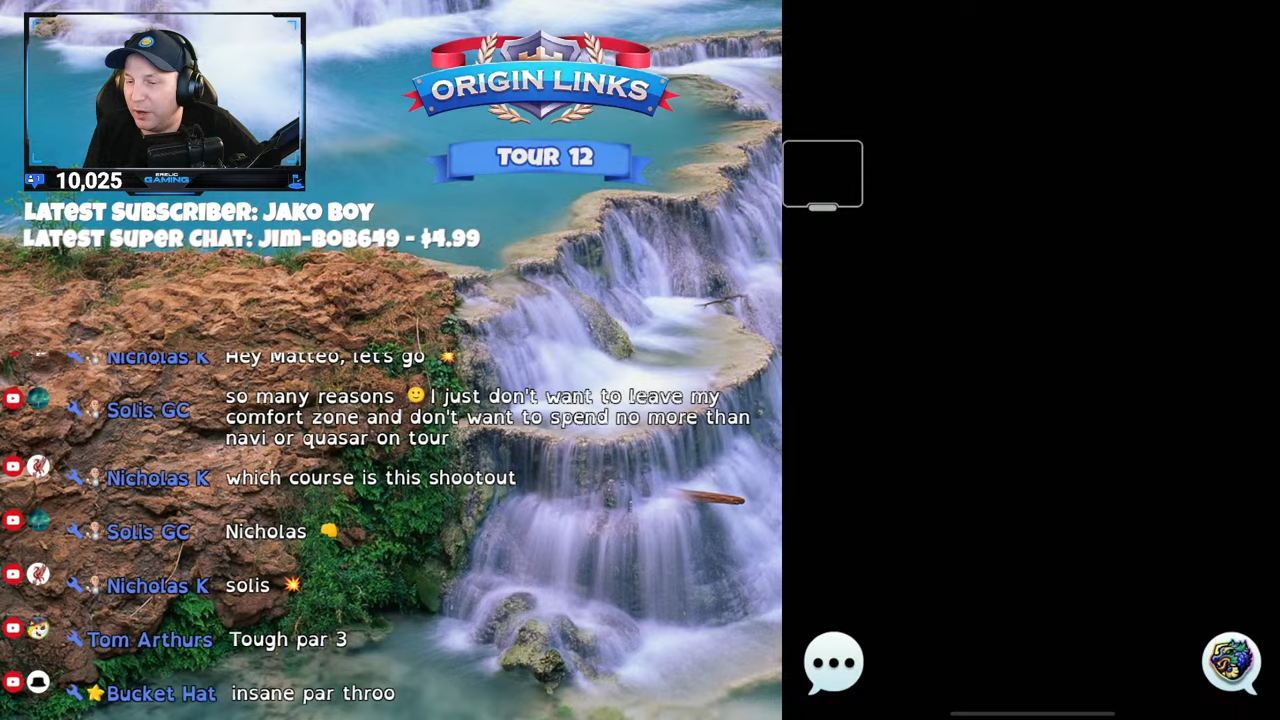 ORIGIN LINKS
TOUR 12
10,025
ERELIC
GAMING
LATEST SUBSCRIBER: JAKO BOY
LATEST SUPER CHAT: JIM-BOB649 - $4.99
Nicholas K Hey Matteo, let's go
Solis GC so many reasons I just don't want to leave my
comfort zone and don't want to spend no more than
navi or quasar on tour
Nicholas K which course is this shootout
Solis GC Nicholas
Nicholas K solis
Tom Arthurs Tough par 3
Bucket Hat insane par throo